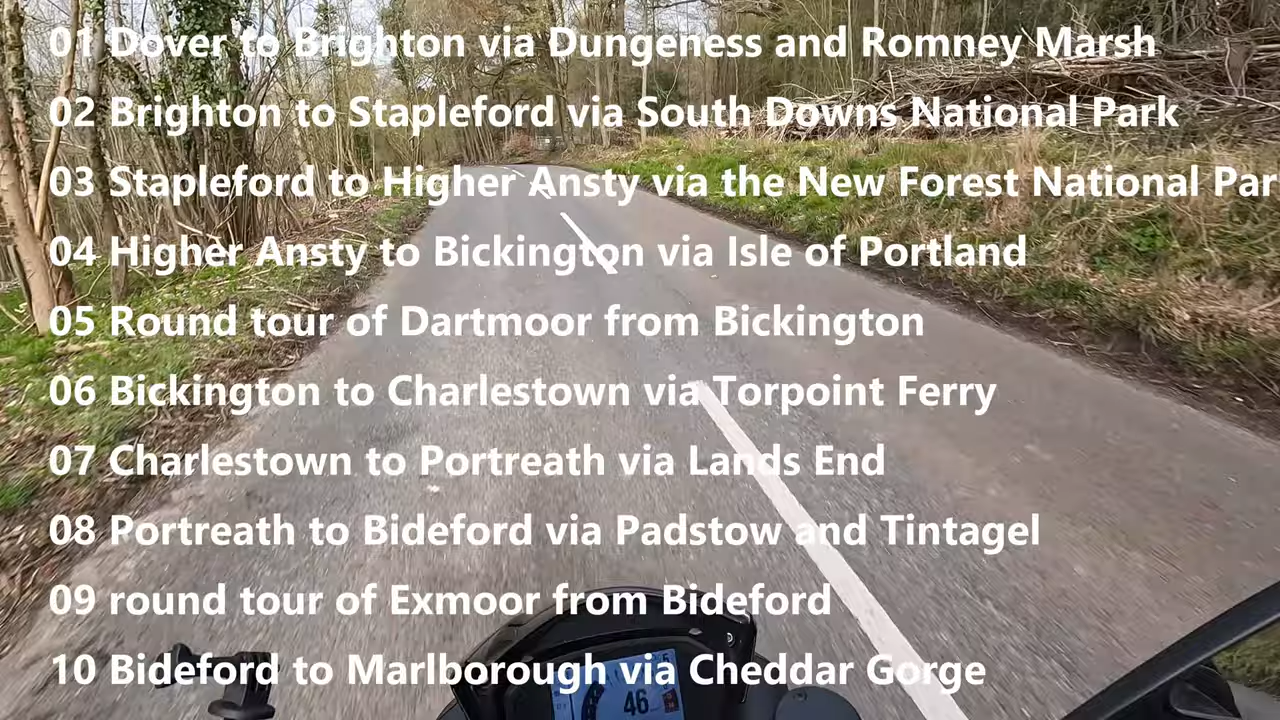 01 Dover to Brighton via Dungeness and Romney Marsh
02 Brighton to Stapleford via South Downs National Park
03 Stapleford to Higher Ansty via the New Forest National Par
04 Higher Ansty to Bickington via Isle of Portland
05 Round tour of Dartmoor from Bickington
06 Bickington to Charlestown via Torpoint Ferry
07 Charlestown to Portreath via Lands End
08 Portreath to Bideford via Padstow and Tintagel
09 round tour of Exmoor from Bideford
10 Bideford to Marlborough via Cheddar Gorge
46